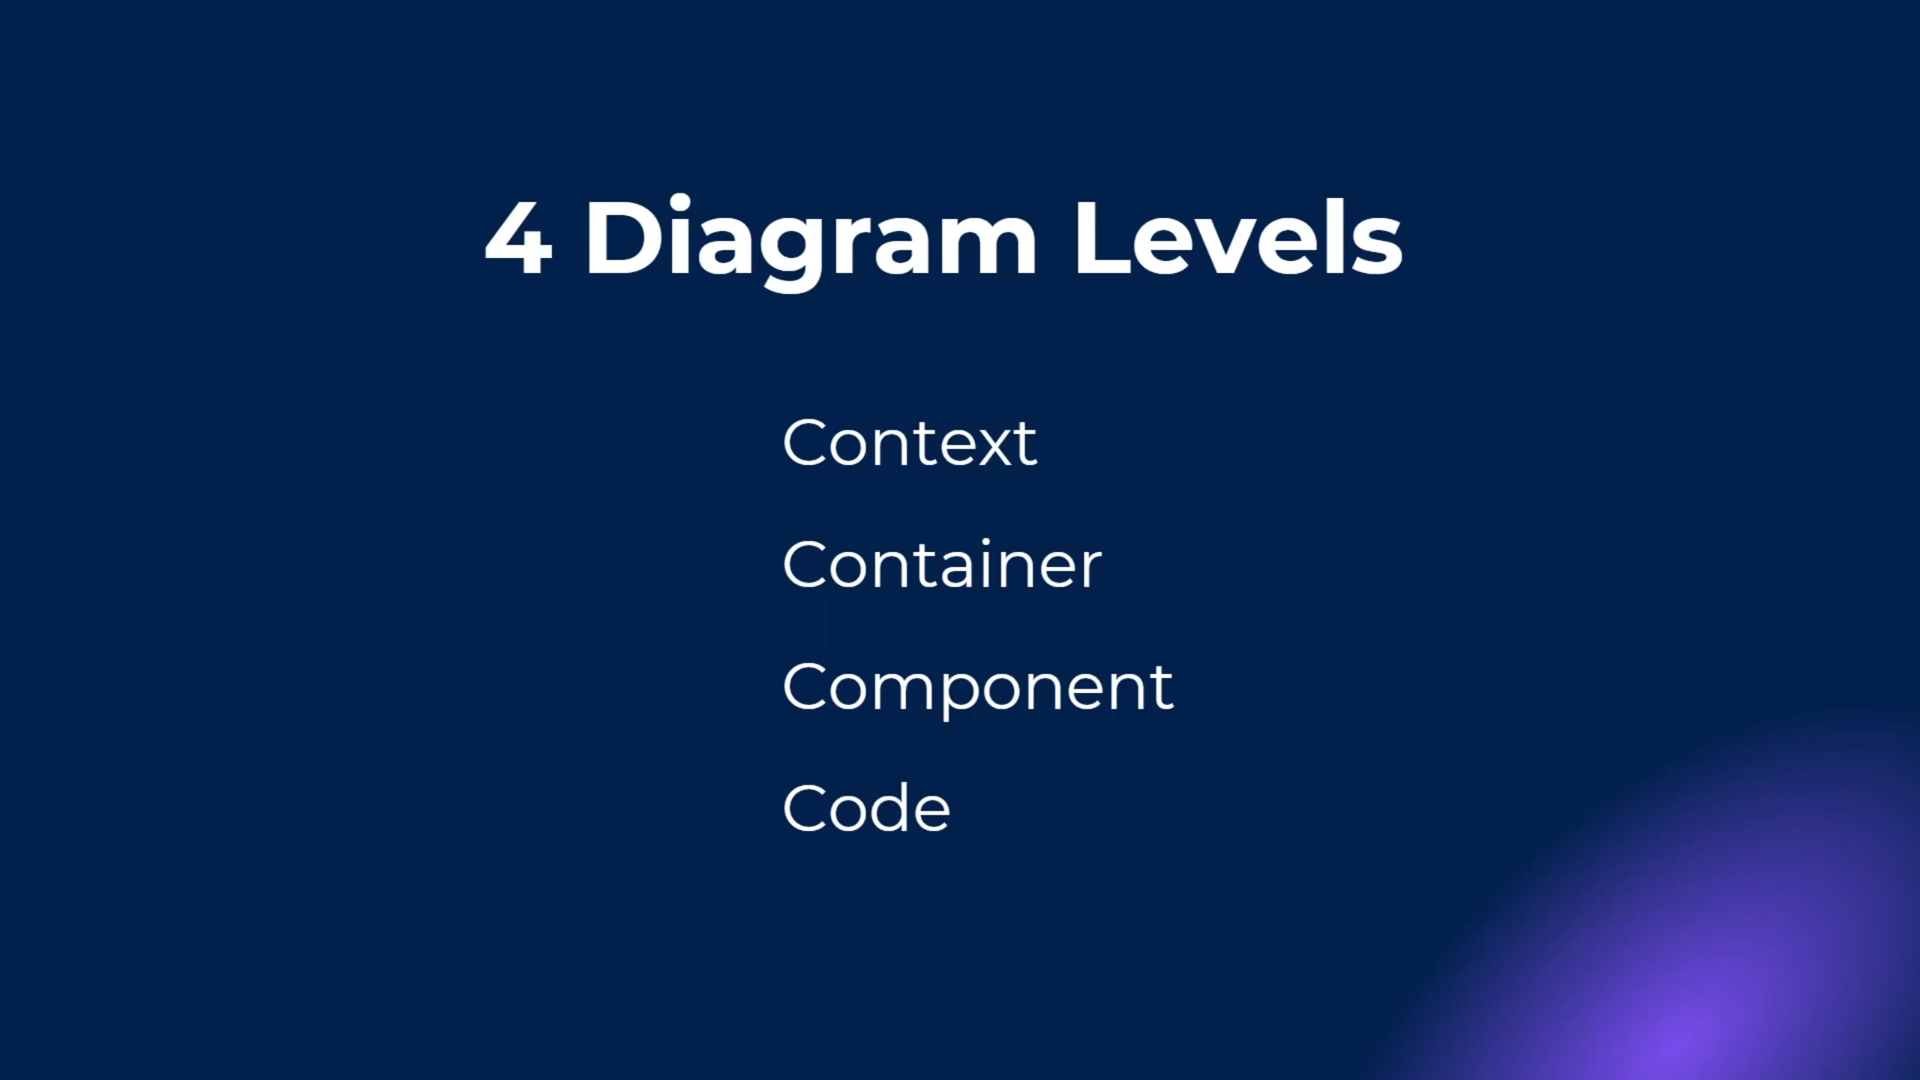 4 Diagram Levels
Context
Container
Component
Code